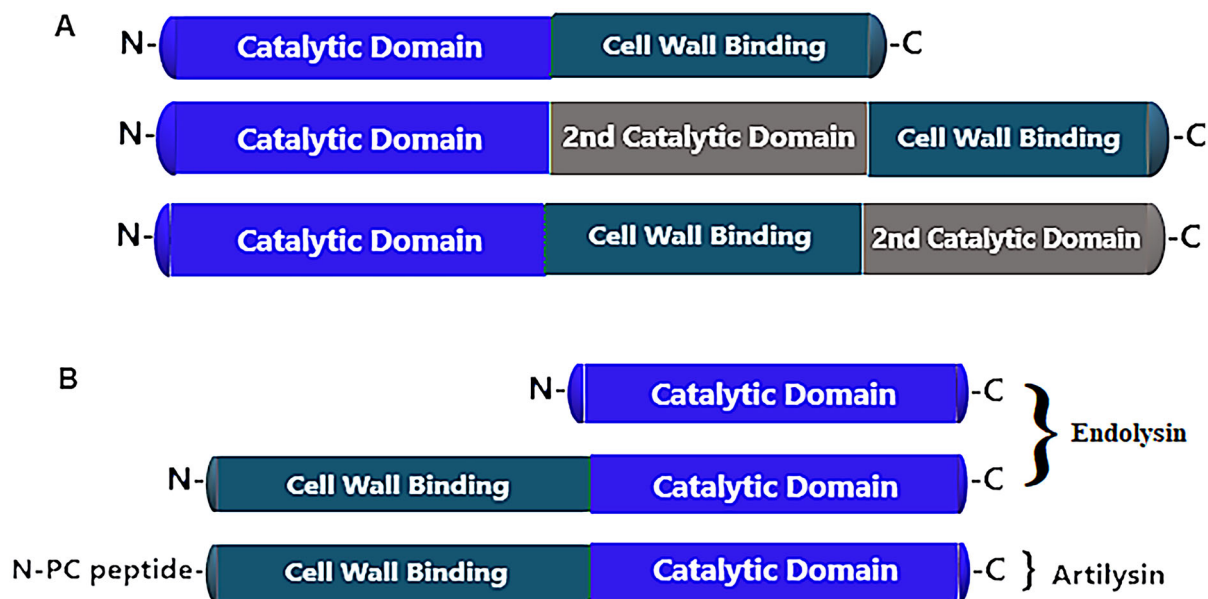 A
N- Catalytic Domain Cell Wall Binding -C
N- Catalytic Domain 2nd Catalytic Domain Cell Wall Binding -C
N- Catalytic Domain Cell Wall Binding 2nd Catalytic Domain -C
B
N- Catalytic Domain -C
} Endolysin
N- Cell Wall Binding Catalytic Domain -C
N-PC peptide- Cell Wall Binding Catalytic Domain -C } Artilysin